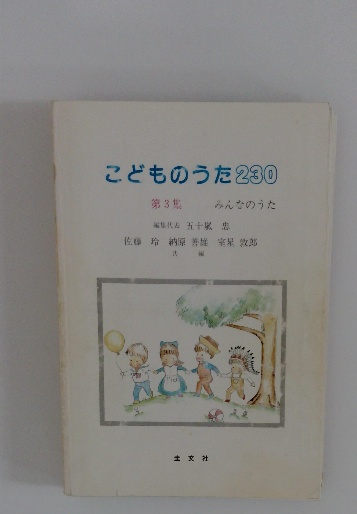 こどものうた230
第3集 みんなのうた
編集代表 五十嵐 忠
佐藤 玲 納原 善雄 室星 敦郎
共 編
圭文社